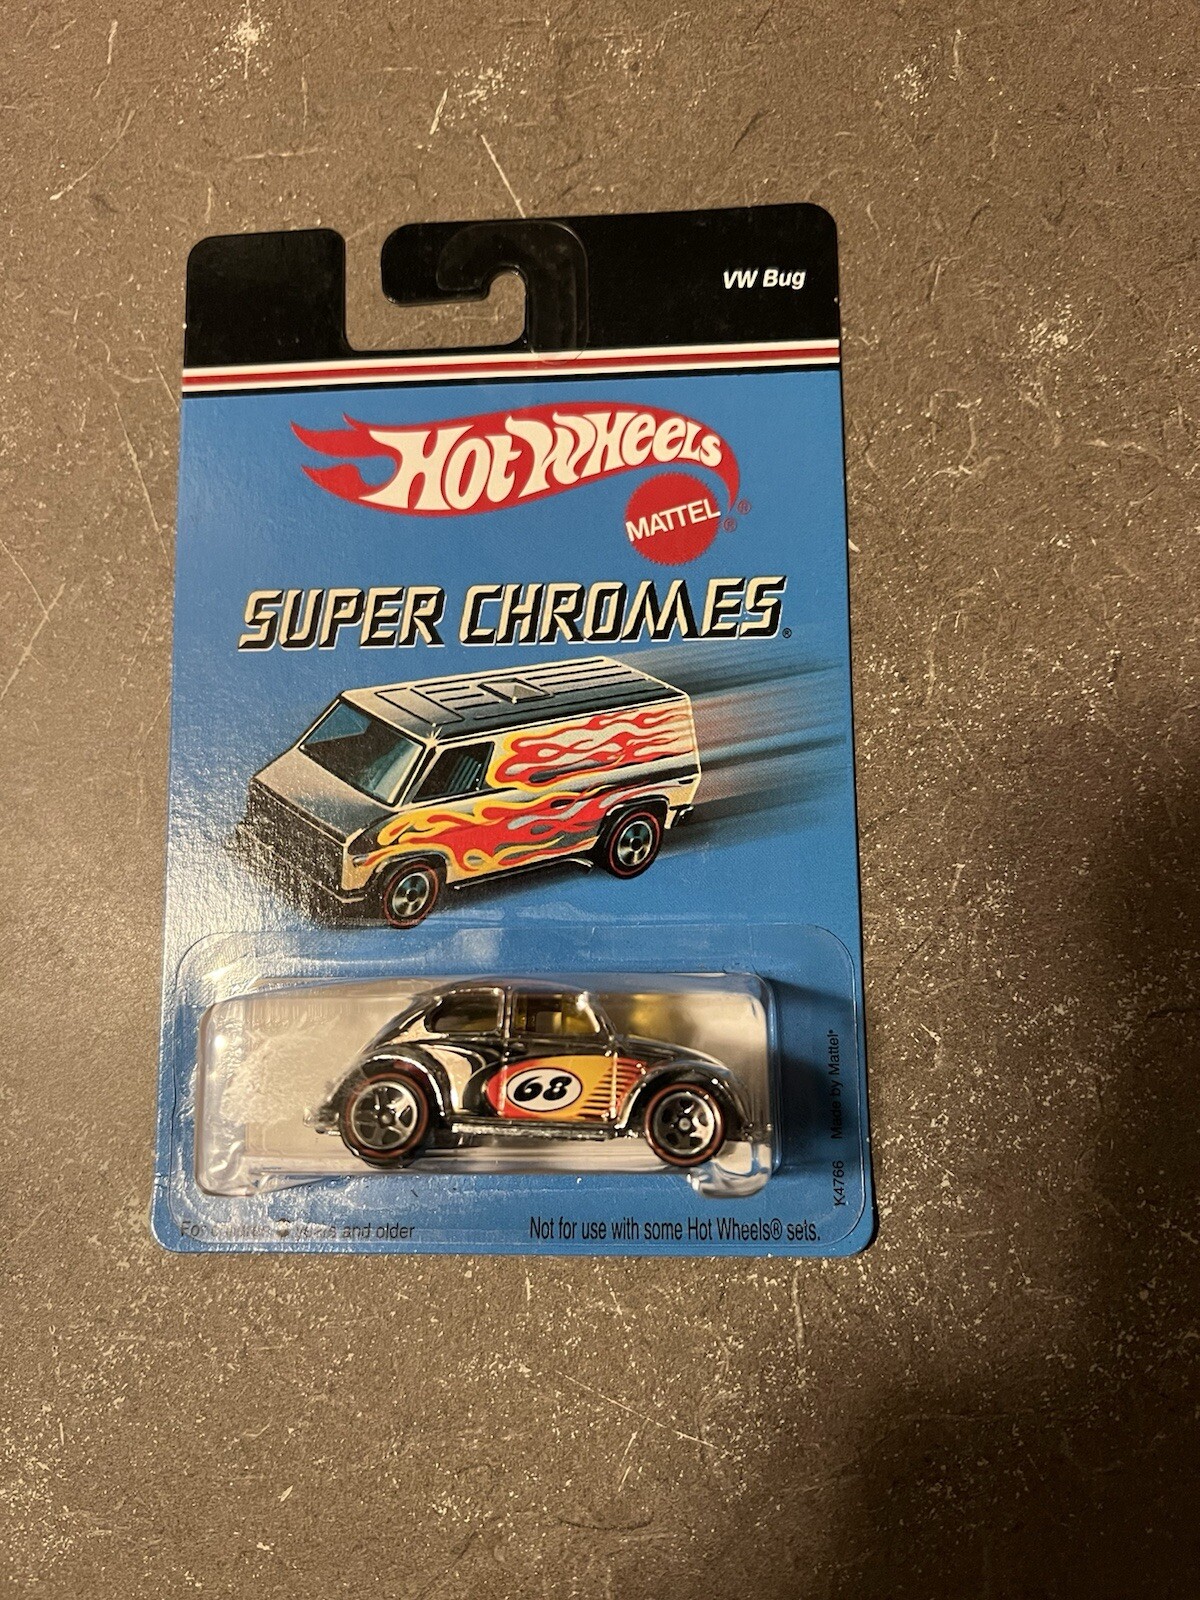 VW Bug
Hot Wheels
MATTEL ® ®
SUPER CHROMES®
68
K4766 Made by Mattel*
years and older
Not for use with some Hot Wheels® sets.